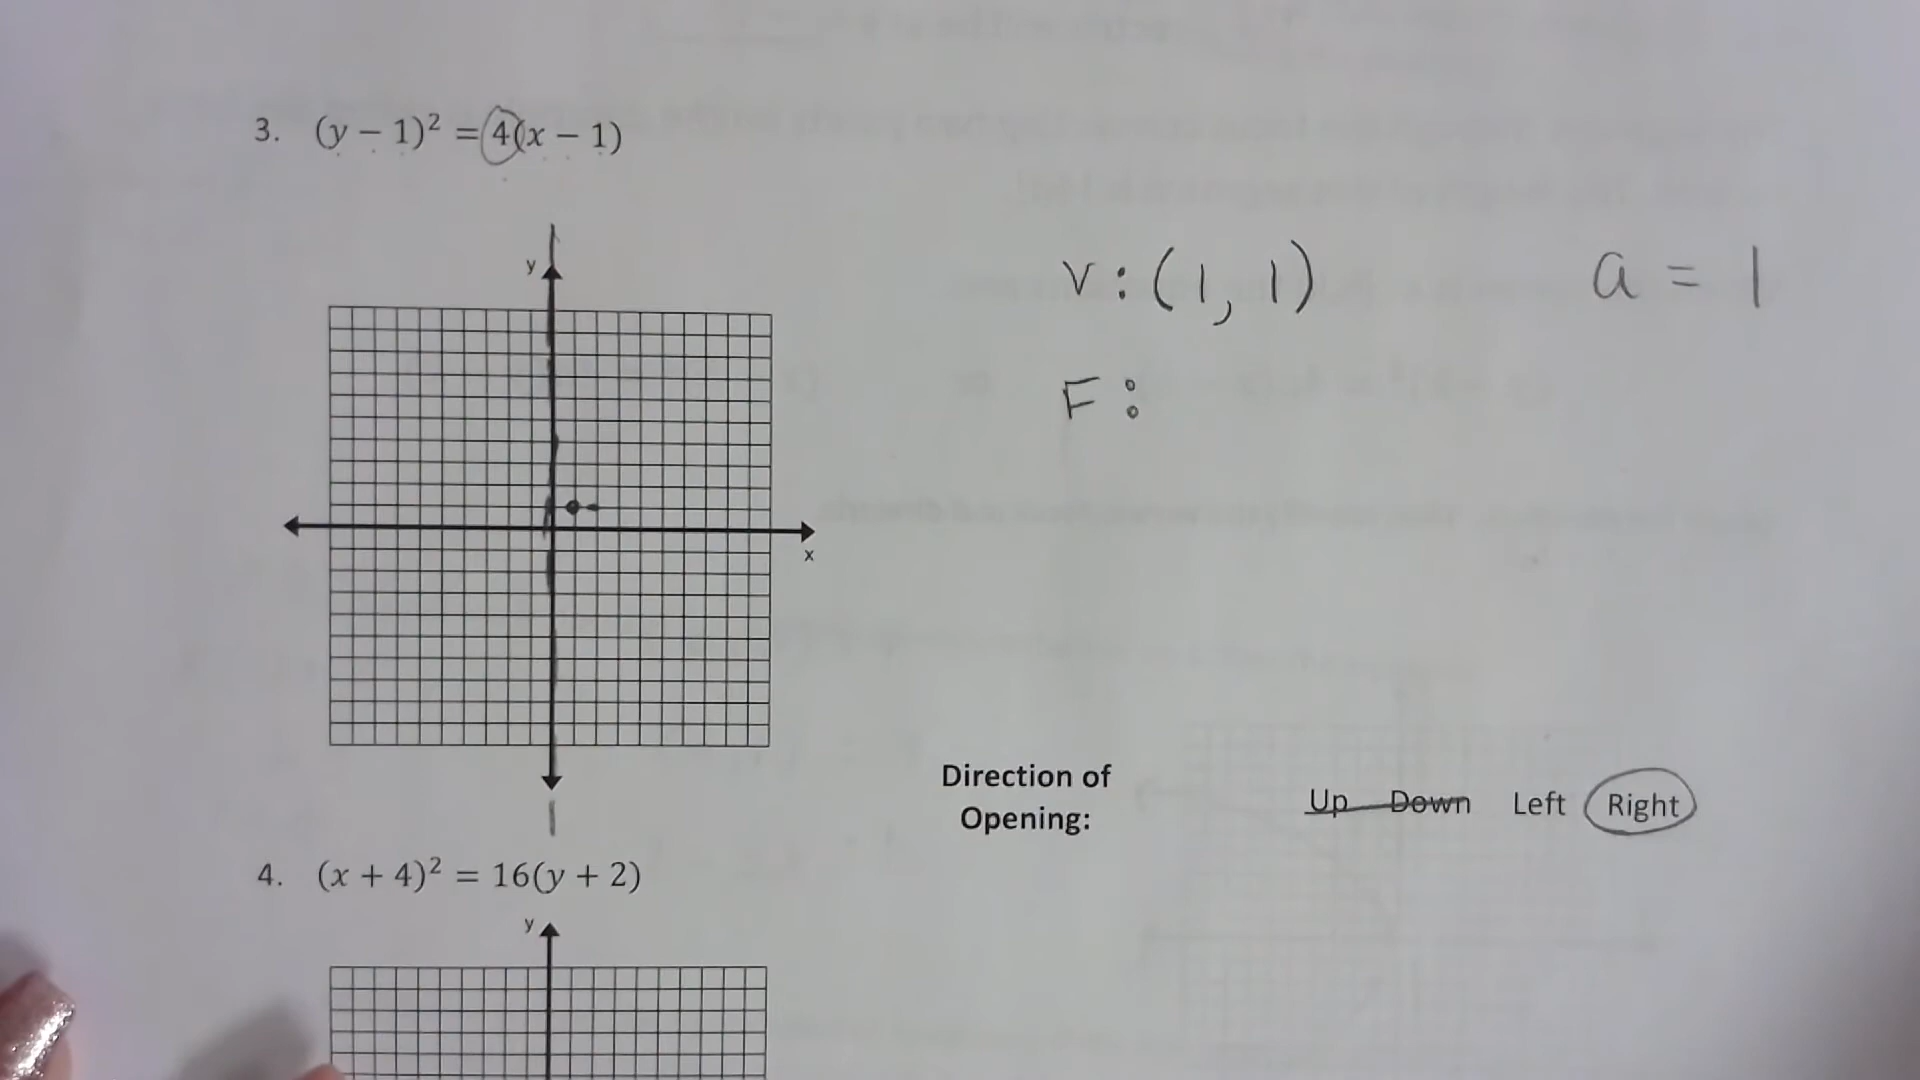 3. (y − 1)² = 4(x − 1)
y
x
V : (1, 1)
a = 1
F :
Direction of
Opening:
Up Down Left Right
4. (x + 4)² = 16(y + 2)
y